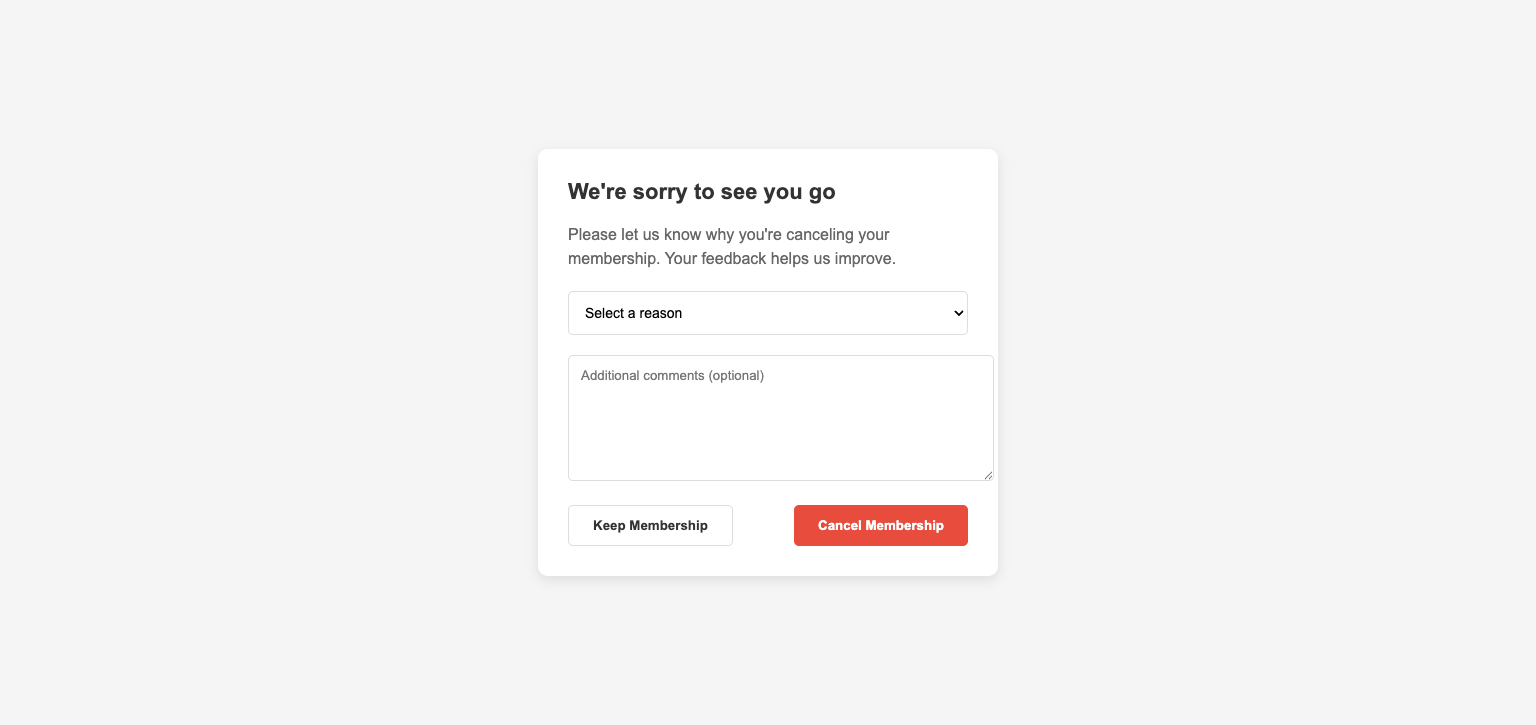 We're sorry to see you go
Please let us know why you're canceling your
membership. Your feedback helps us improve.
Select a reason
Additional comments (optional)
Keep Membership
Cancel Membership